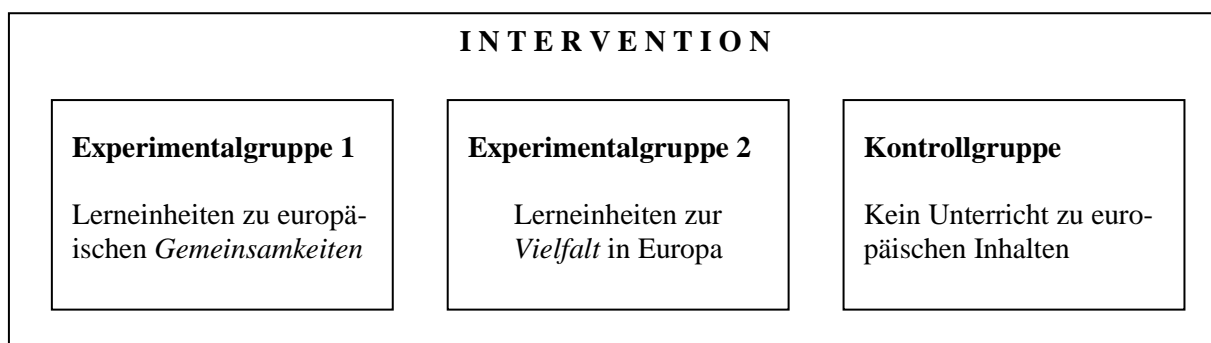 INTERVENTION
Experimentalgruppe 1
Lerneinheiten zu europä-
ischen Gemeinsamkeiten
Experimentalgruppe 2
Lerneinheiten zur
Vielfalt in Europa
Kontrollgruppe
Kein Unterricht zu euro-
päischen Inhalten